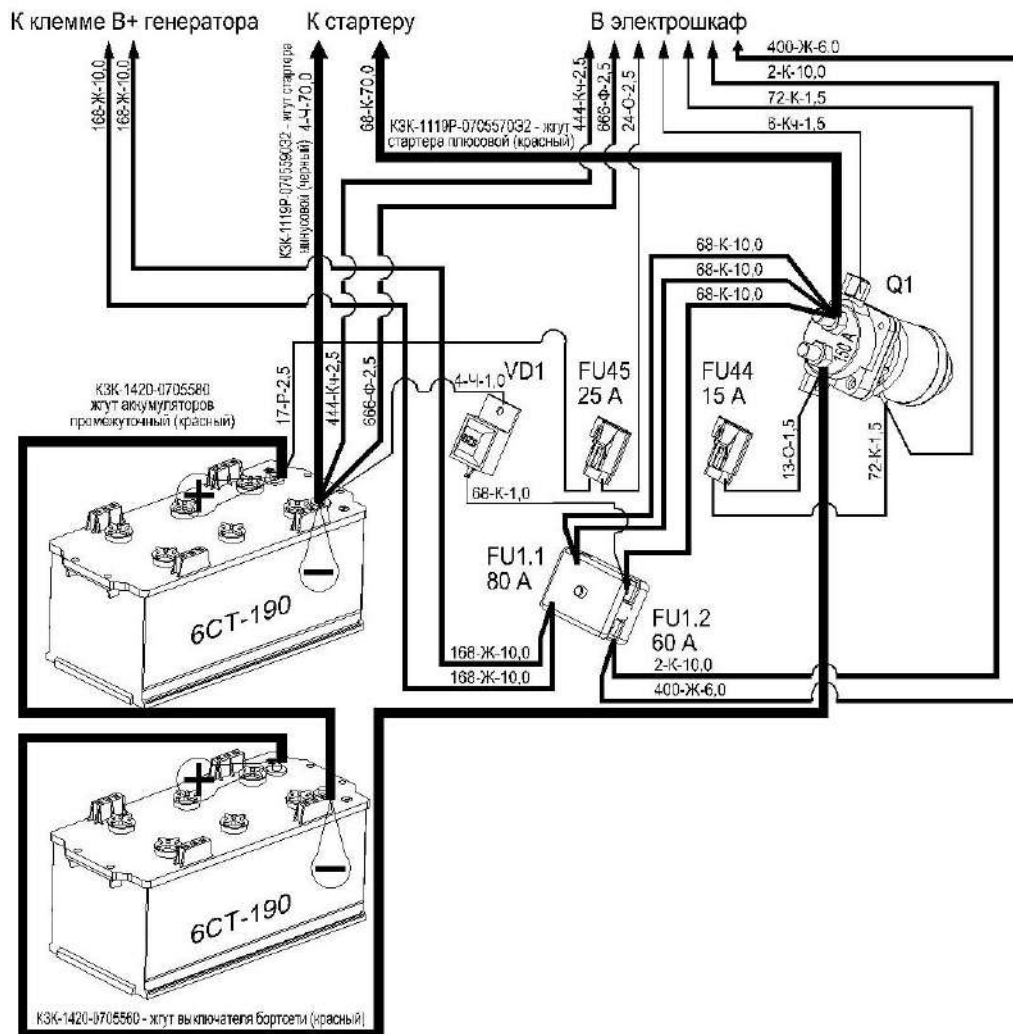 К клемме В+ генератора
К стартеру
В электрошкаф
168-Ж-10,0
168-Ж-10,0
КЗК-1119Р-0705559032 - жгут стартера
минусовой (черный) 4-Ч-70,0
68-К-70,0
КЗК-1119Р-0705570Э2 - жгут
стартера плюсовой (красный)
444-Кч-2,5
666-Ф-2,5
24-О-2,5
400-Ж-6,0
2-К-10,0
72-К-1,5
6-Кч-1,5
68-К-10,0
68-К-10,0
68-К-10,0
Q1
150 А
КЗК-1420-0705580
жгут аккумуляторов
промежуточный (красный)
17-Р-2,5
444-Кч-2,5
666-Ф-2,5
4-Ч-1,0
VD1
FU45
25 А
FU44
15 А
13-О-1,5
72-К-1,5
68-К-1,0
FU1.1
80 А
FU1.2
60 А
6СТ-190
168-Ж-10,0
168-Ж-10,0
2-К-10,0
400-Ж-6,0
6СТ-190
КЗК-1420-0705560 - жгут выключателя бортсети (красный)